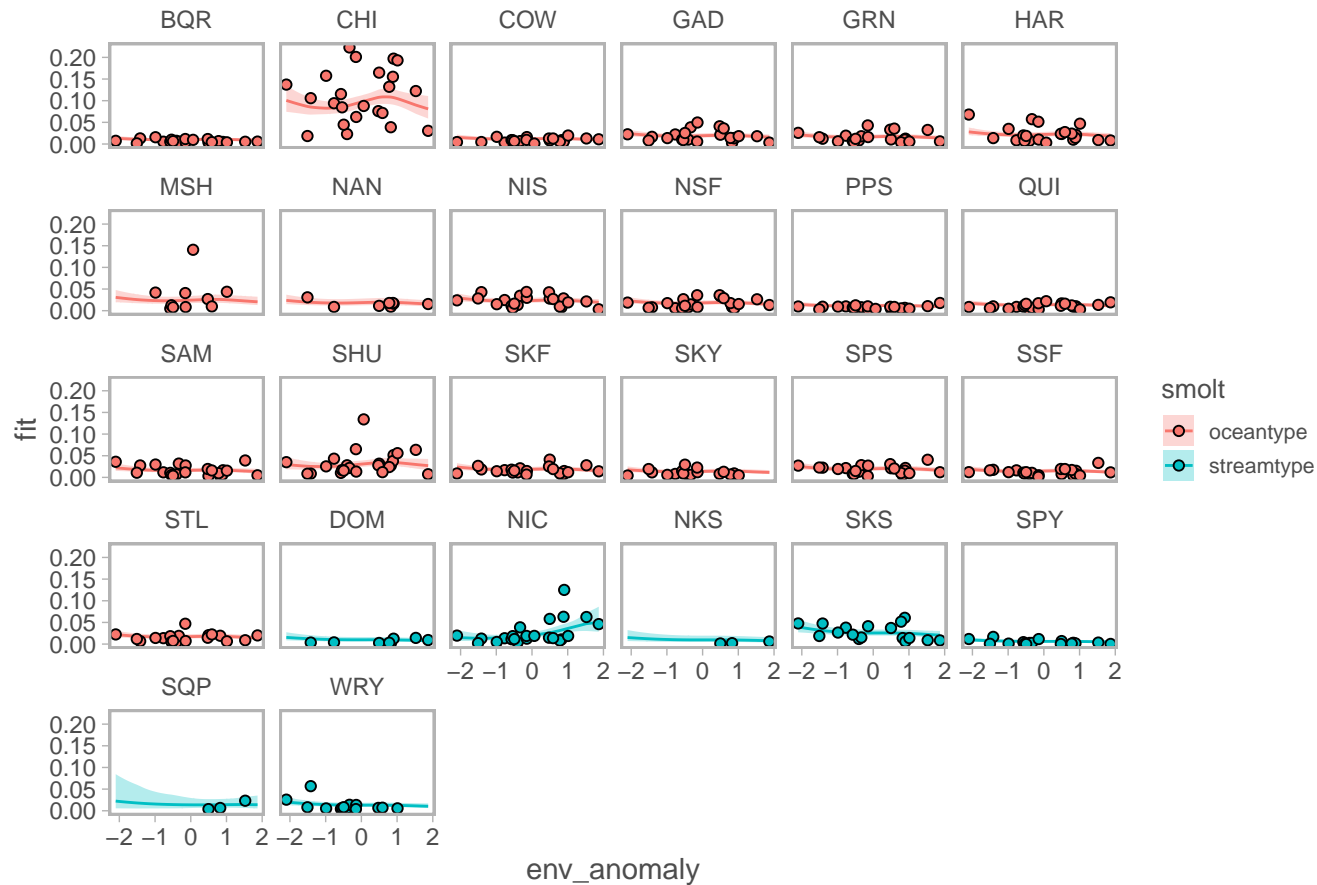 BQR CHI COW GAD GRN HAR
0.20
0.15
0.10
0.05
0.00
MSH NAN NIS NSF PPS QUI
0.20
0.15
0.10
0.05
0.00
SAM SHU SKF SKY SPS SSF
0.20
0.15
0.10
0.05
0.00
fit
smolt
oceantype
streamtype
STL DOM NIC NKS SKS SPY
0.20
0.15
0.10
0.05
0.00
−2 −1 0 1 2 −2 −1 0 1 2 −2 −1 0 1 2 −2 −1 0 1 2
SQP WRY
0.20
0.15
0.10
0.05
0.00
−2 −1 0 1 2 −2 −1 0 1 2
env_anomaly